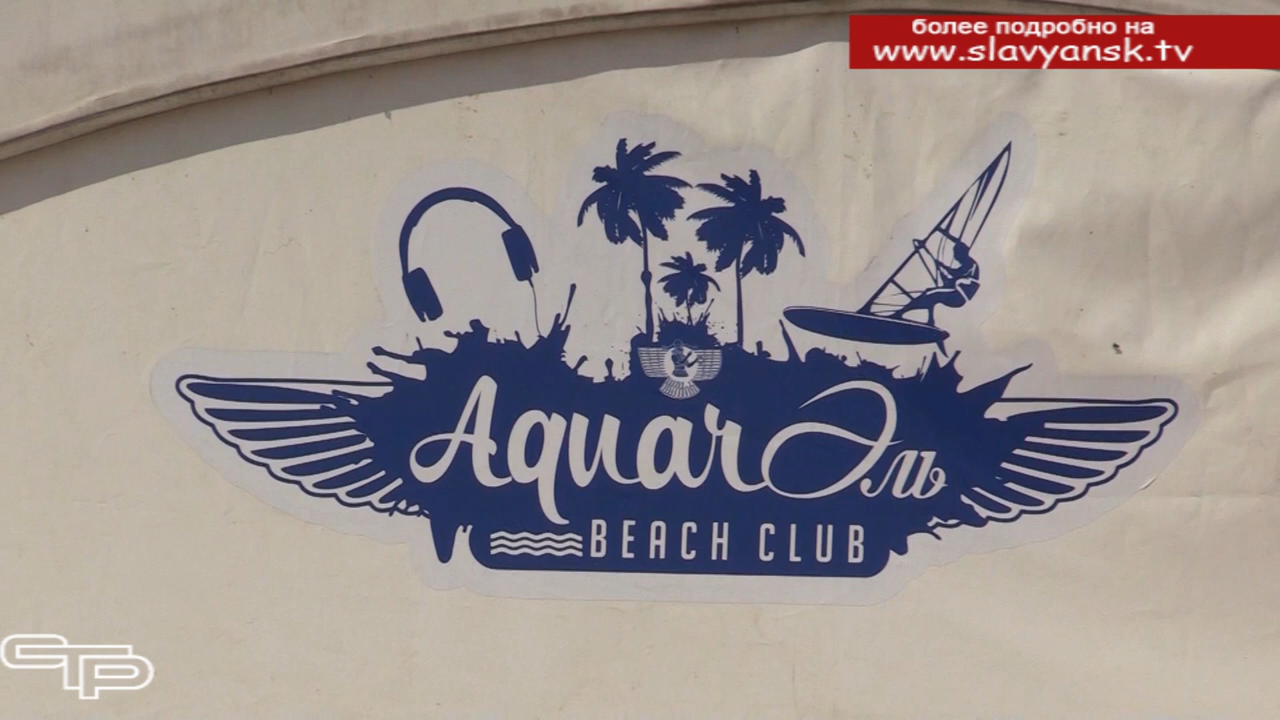 более подробно на
www.slavyansk.tv
AquarЭль
BEACH CLUB
СТР